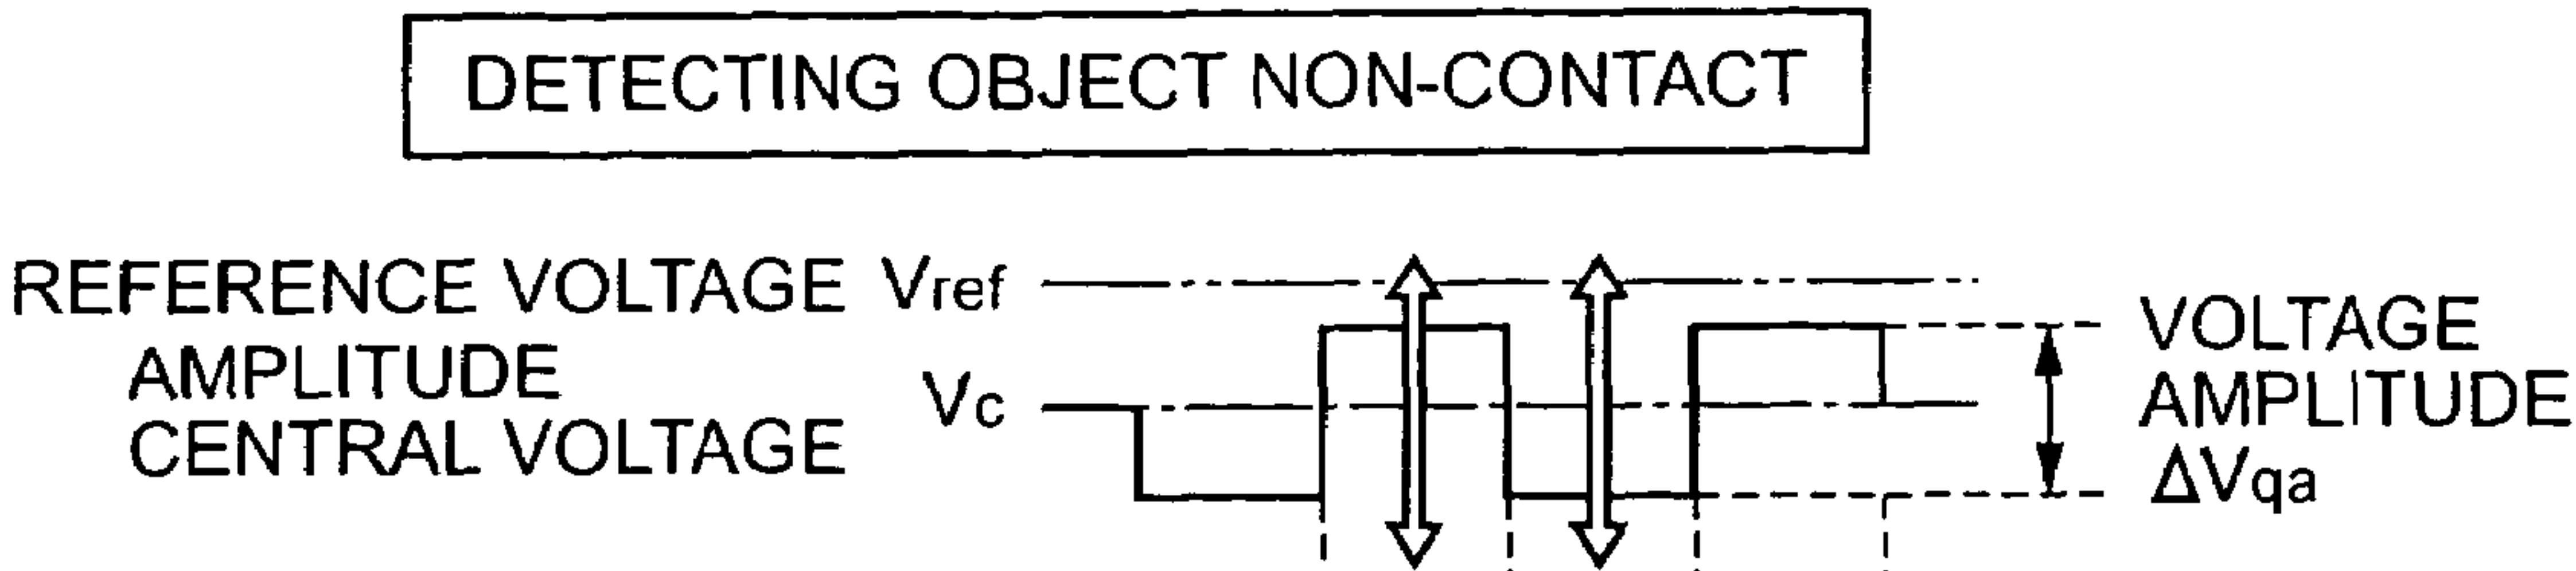 DETECTING OBJECT NON-CONTACT
REFERENCE VOLTAGE Vref
AMPLITUDE
CENTRAL VOLTAGE
Vc
VOLTAGE
AMPLITUDE
ΔVqa